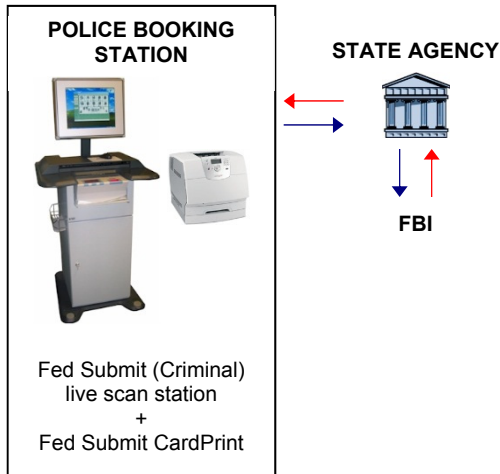 POLICE BOOKING
STATION
STATE AGENCY
FBI
Fed Submit (Criminal)
live scan station
+
Fed Submit CardPrint